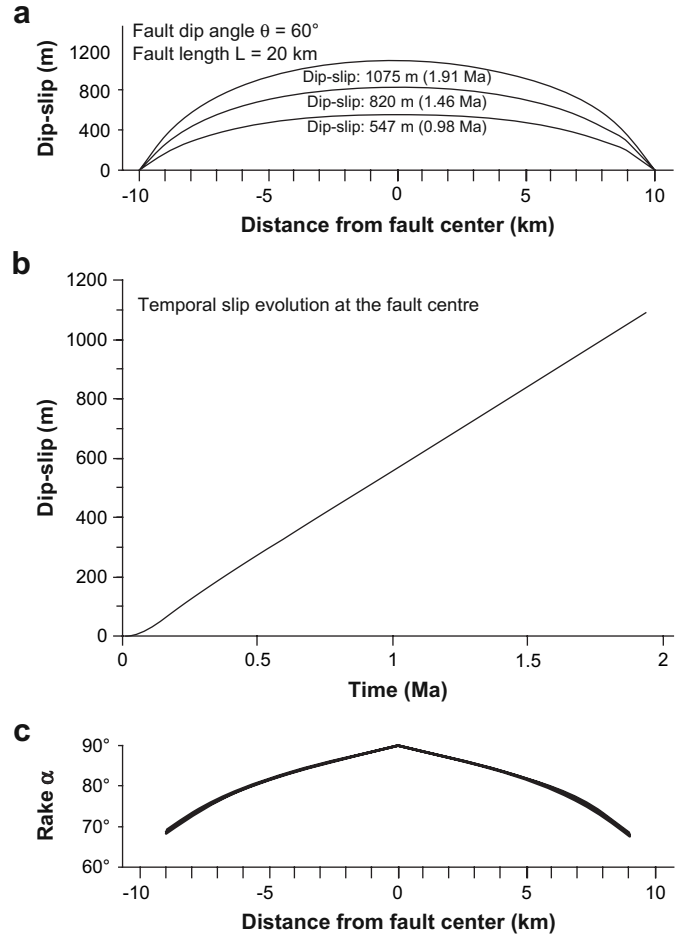 a
Fault dip angle θ = 60°
Fault length L = 20 km
Dip-slip (m)
1200
800
400
0
Dip-slip: 1075 m (1.91 Ma)
Dip-slip: 820 m (1.46 Ma)
Dip-slip: 547 m (0.98 Ma)
-10 -5 0 5 10
Distance from fault center (km)
b
Temporal slip evolution at the fault centre
Dip-slip (m)
1200
1000
800
600
400
200
0
0 0.5 1 1.5 2
Time (Ma)
c
Rake α
90°
80°
70°
60°
-10 -5 0 5 10
Distance from fault center (km)